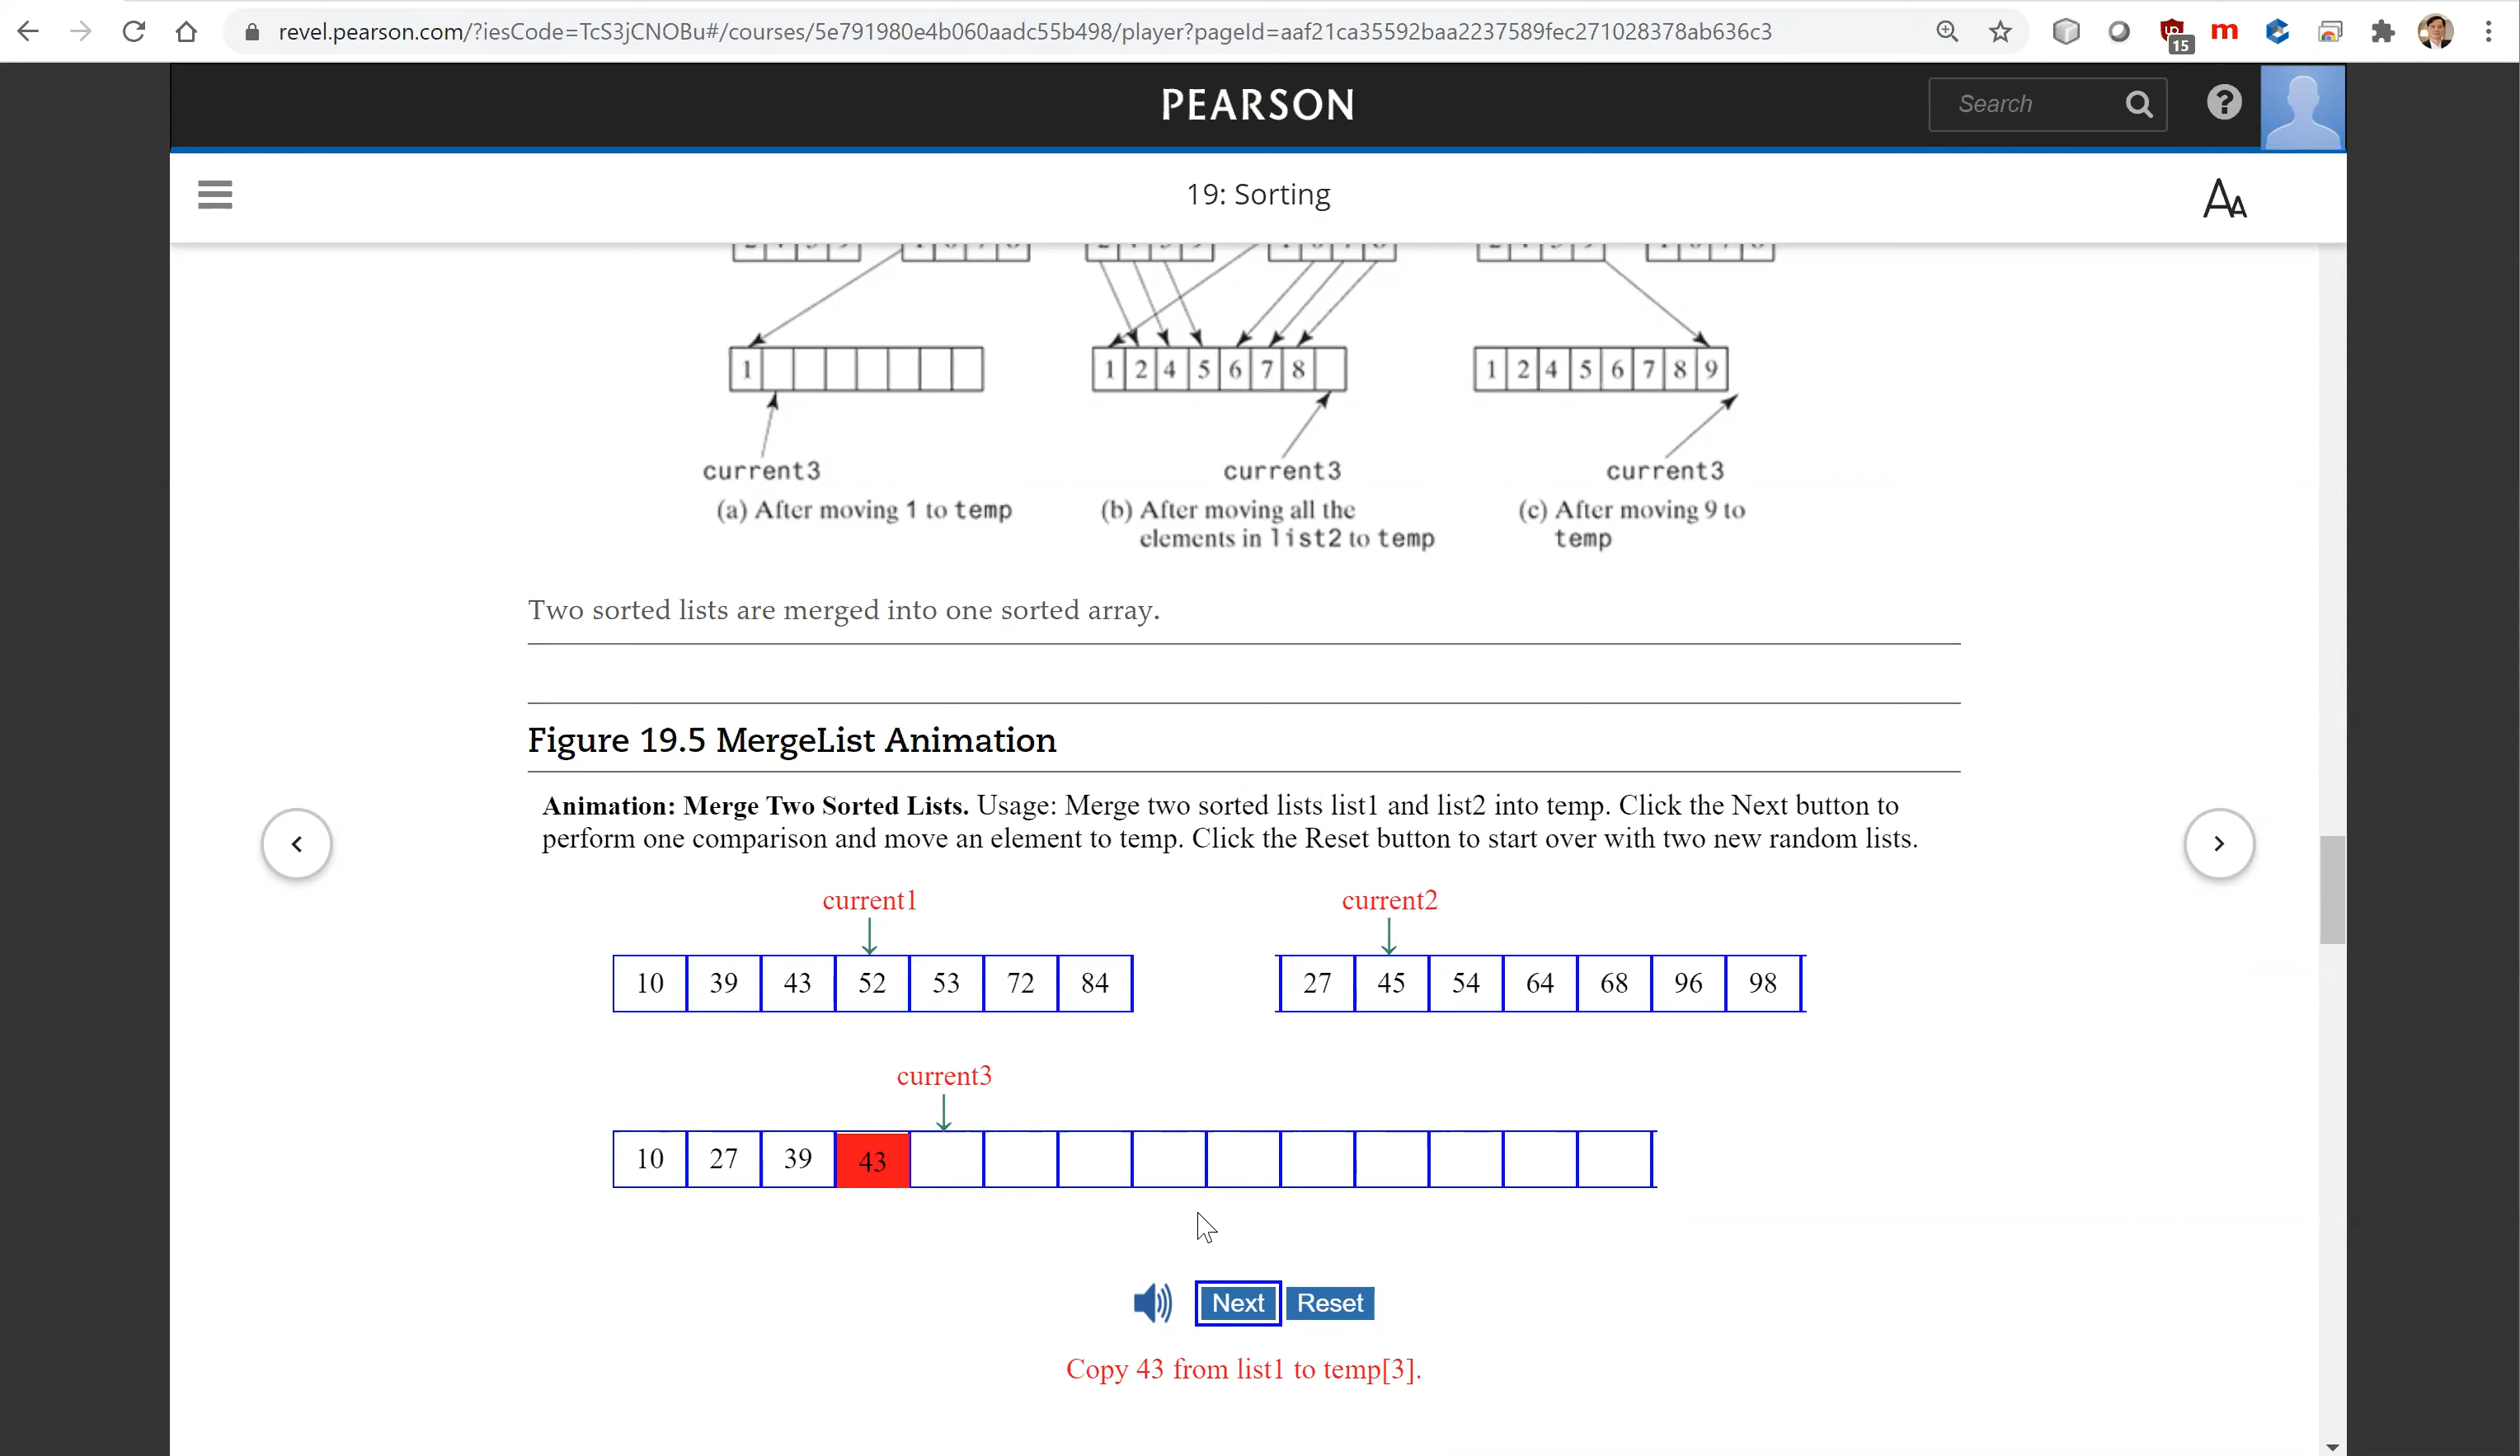 revel.pearson.com/?iesCode=TcS3jCNOBu#/courses/5e791980e4b060aadc55b498/player?pageId=aaf21ca35592baa2237589fec271028378ab636c3
15
m
PEARSON
Search
?
19: Sorting
AA
1
1 2 4 5 6 7 8
1 2 4 5 6 7 8 9
current3
current3
current3
(a) After moving 1 to temp
(b) After moving all the
elements in list2 to temp
(c) After moving 9 to
temp
Two sorted lists are merged into one sorted array.
Figure 19.5 MergeList Animation
Animation: Merge Two Sorted Lists. Usage: Merge two sorted lists list1 and list2 into temp. Click the Next button to
perform one comparison and move an element to temp. Click the Reset button to start over with two new random lists.
current1
current2
10 39 43 52 53 72 84
27 45 54 64 68 96 98
current3
10 27 39 43
Next
Reset
Copy 43 from list1 to temp[3].